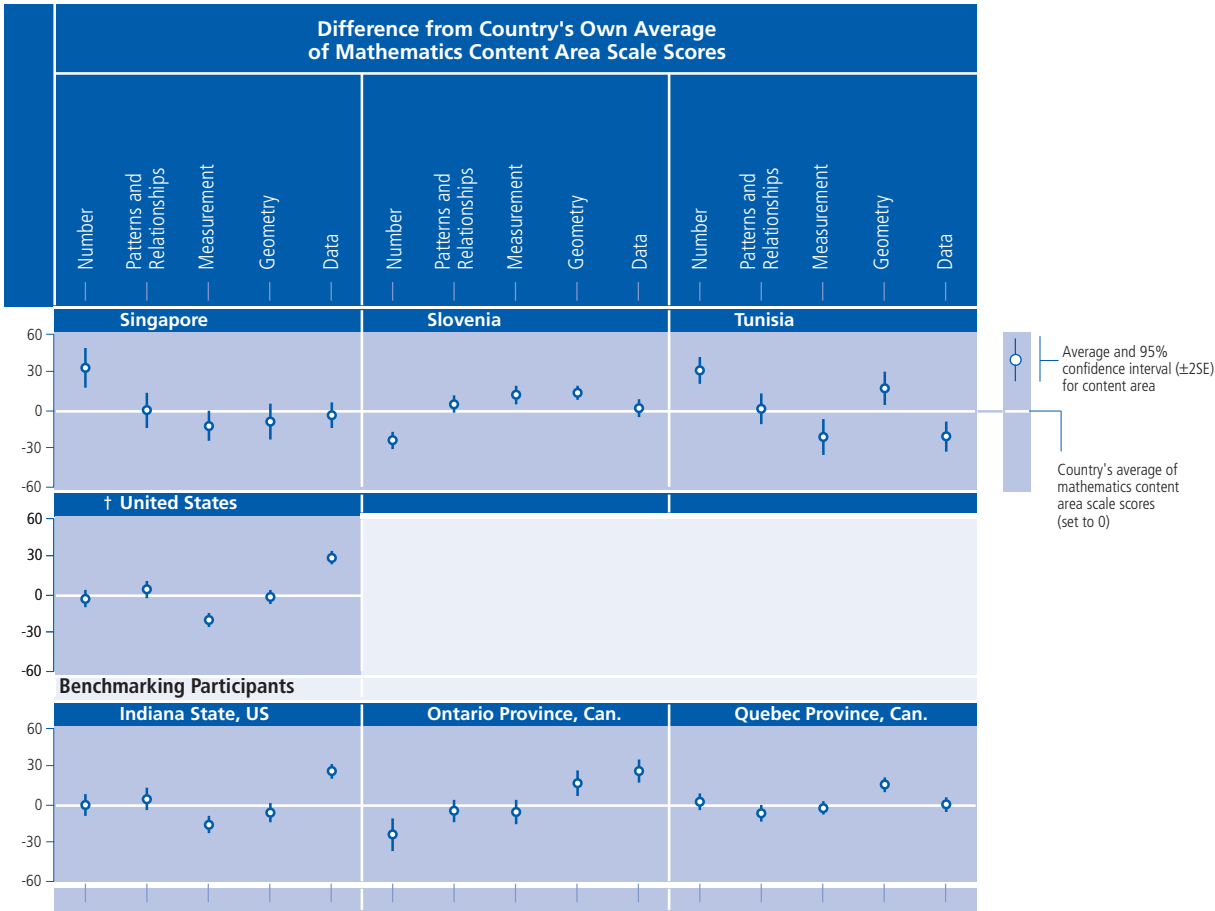 Difference from Country's Own Average
of Mathematics Content Area Scale Scores
Number
Patterns and
Relationships
Measurement
Geometry
Data
Number
Patterns and
Relationships
Measurement
Geometry
Data
Number
Patterns and
Relationships
Measurement
Geometry
Data
Singapore
Slovenia
Tunisia
60
30
0
-30
-60
Average and 95%
confidence interval (±2SE)
for content area
Country's average of
mathematics content
area scale scores
(set to 0)
† United States
60
30
0
-30
-60
Benchmarking Participants
Indiana State, US
Ontario Province, Can.
Quebec Province, Can.
60
30
0
-30
-60